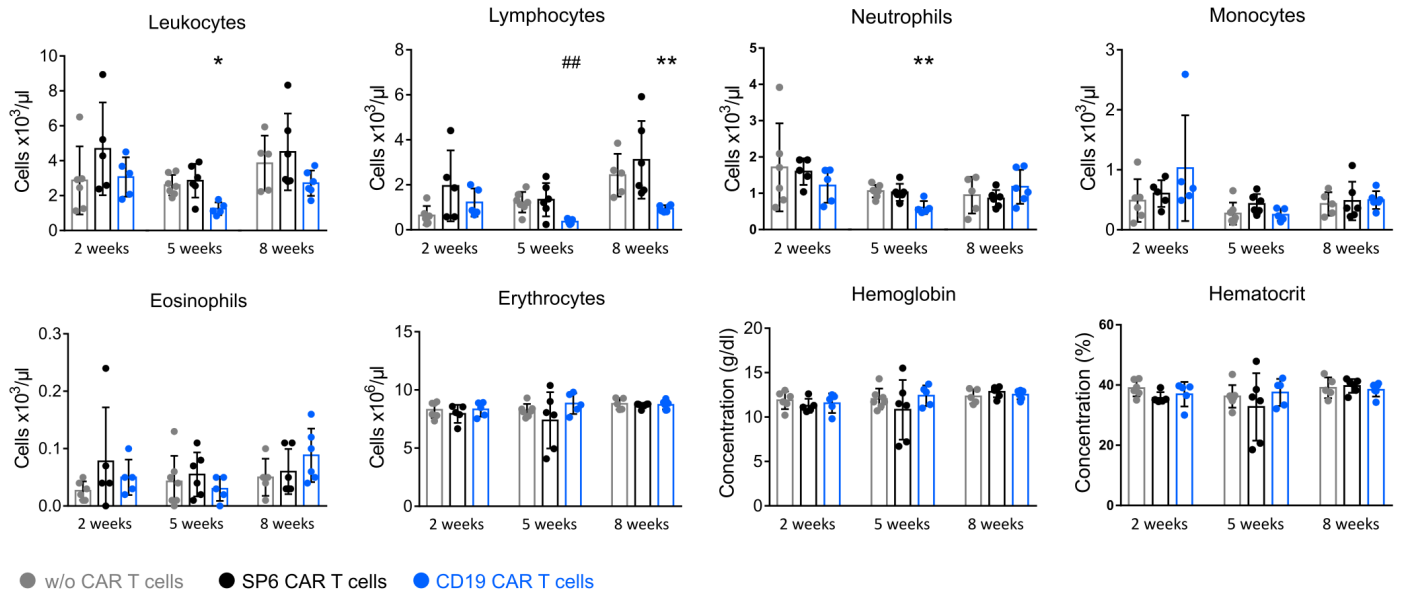 Leukocytes
Cells x10³/µl
10
8
6
4
2
0
*
2 weeks 5 weeks 8 weeks
Lymphocytes
Cells x10³/µl
8
6
4
2
0
## **
2 weeks 5 weeks 8 weeks
Neutrophils
Cells x10³/µl
5
4
3
2
1
0
**
2 weeks 5 weeks 8 weeks
Monocytes
Cells x10³/µl
3
2
1
0
2 weeks 5 weeks 8 weeks
Eosinophils
Cells x10³/µl
0.3
0.2
0.1
0.0
2 weeks 5 weeks 8 weeks
Erythrocytes
Cells x10⁶/µl
15
10
5
0
2 weeks 5 weeks 8 weeks
Hemoglobin
Concentration (g/dl)
20
15
10
5
0
2 weeks 5 weeks 8 weeks
Hematocrit
Concentration (%)
60
40
20
0
2 weeks 5 weeks 8 weeks
w/o CAR T cells SP6 CAR T cells CD19 CAR T cells